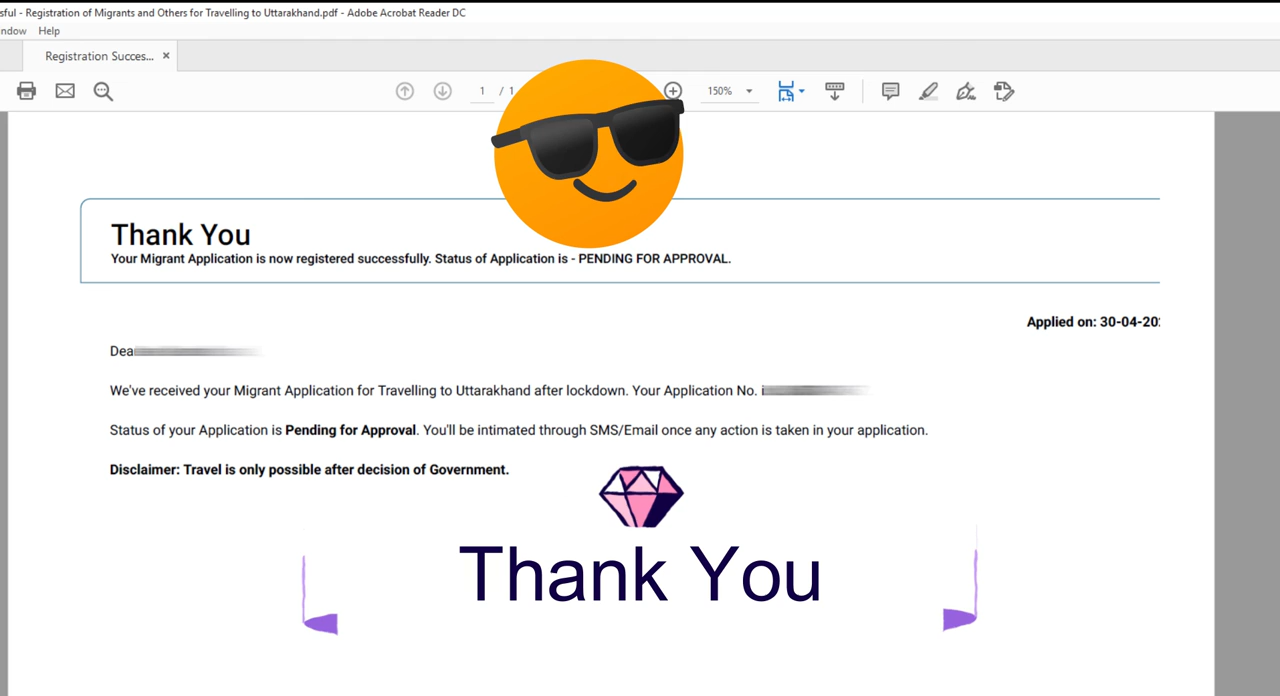 sful - Registration of Migrants and Others for Travelling to Uttarakhand.pdf - Adobe Acrobat Reader DC
ndow Help
Registration Succes... ×
1 / 1 150%
Thank You
Your Migrant Application is now registered successfully. Status of Application is - PENDING FOR APPROVAL.
Applied on: 30-04-20
Dea
We've received your Migrant Application for Travelling to Uttarakhand after lockdown. Your Application No. i
Status of your Application is Pending for Approval. You'll be intimated through SMS/Email once any action is taken in your application.
Disclaimer: Travel is only possible after decision of Government.
Thank You